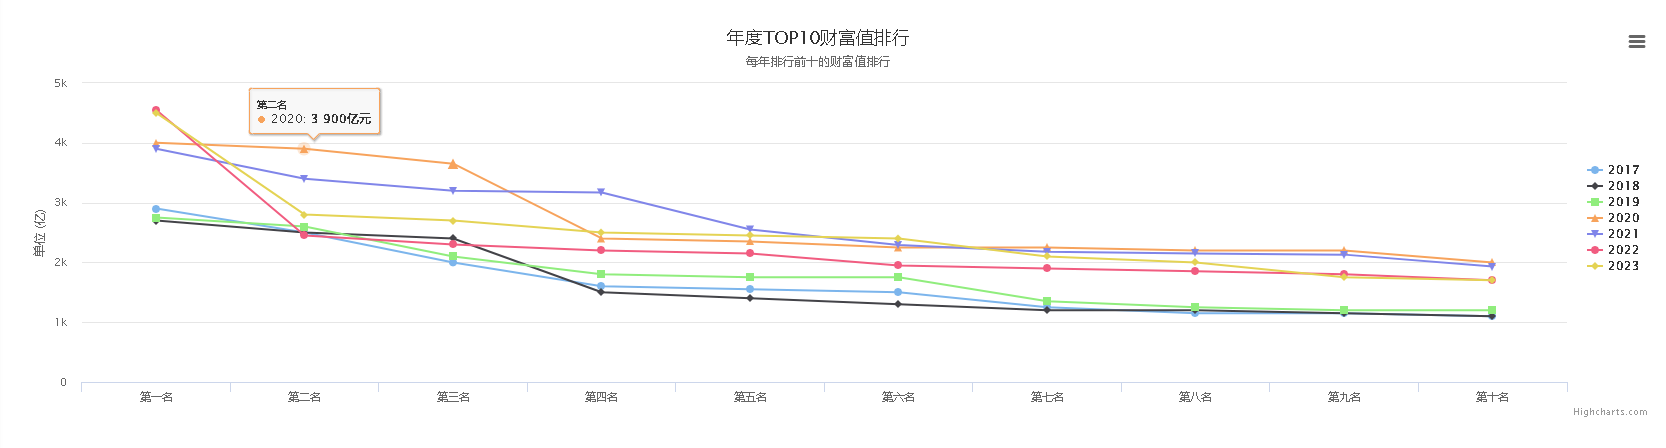 年度TOP10财富值排行
每年排行前十的财富值排行
5k
4k
3k
2k
1k
0
单位 (亿)
第二名
2020: 3 900亿元
第一名
第二名
第三名
第四名
第五名
第六名
第七名
第八名
第九名
第十名
2017
2018
2019
2020
2021
2022
2023
Highcharts.com